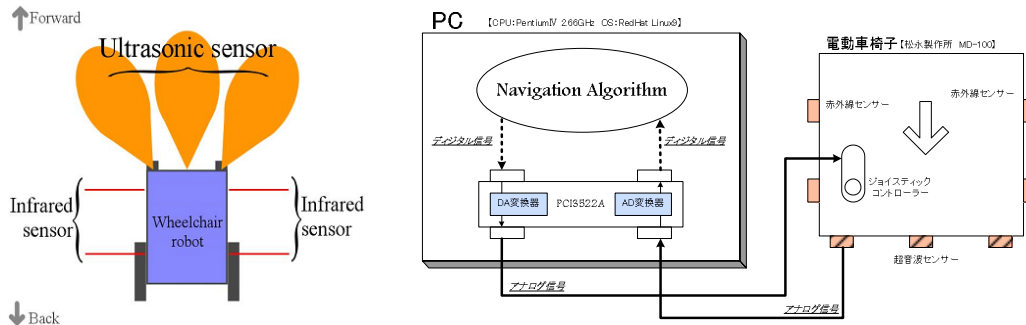 Forward
Ultrasonic sensor
Infrared
sensor
Wheelchair
robot
Infrared
sensor
Back
PC 【CPU:PentiumⅣ 2.66GHz OS:RedHat Linux9】
Navigation Algorithm
ディジタル信号
ディジタル信号
DA変換器
PCI3522A
AD変換器
アナログ信号
アナログ信号
電動車椅子【松永製作所 MD-100】
赤外線センサー
赤外線センサー
ジョイスティック
コントローラー
超音波センサー